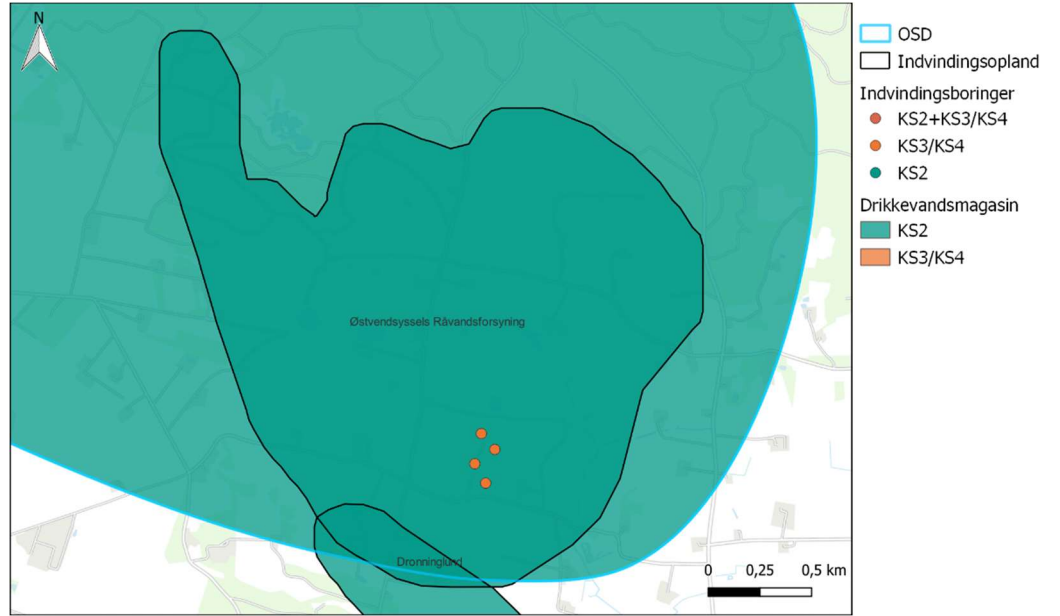 N
OSD
Indvindingsopland
Indvindingsboringer
KS2+KS3/KS4
KS3/KS4
KS2
Drikkevandsmagasin
KS2
KS3/KS4
Østvendsyssels Råvandsforsyning
Dronninglund
0 0,25 0,5 km